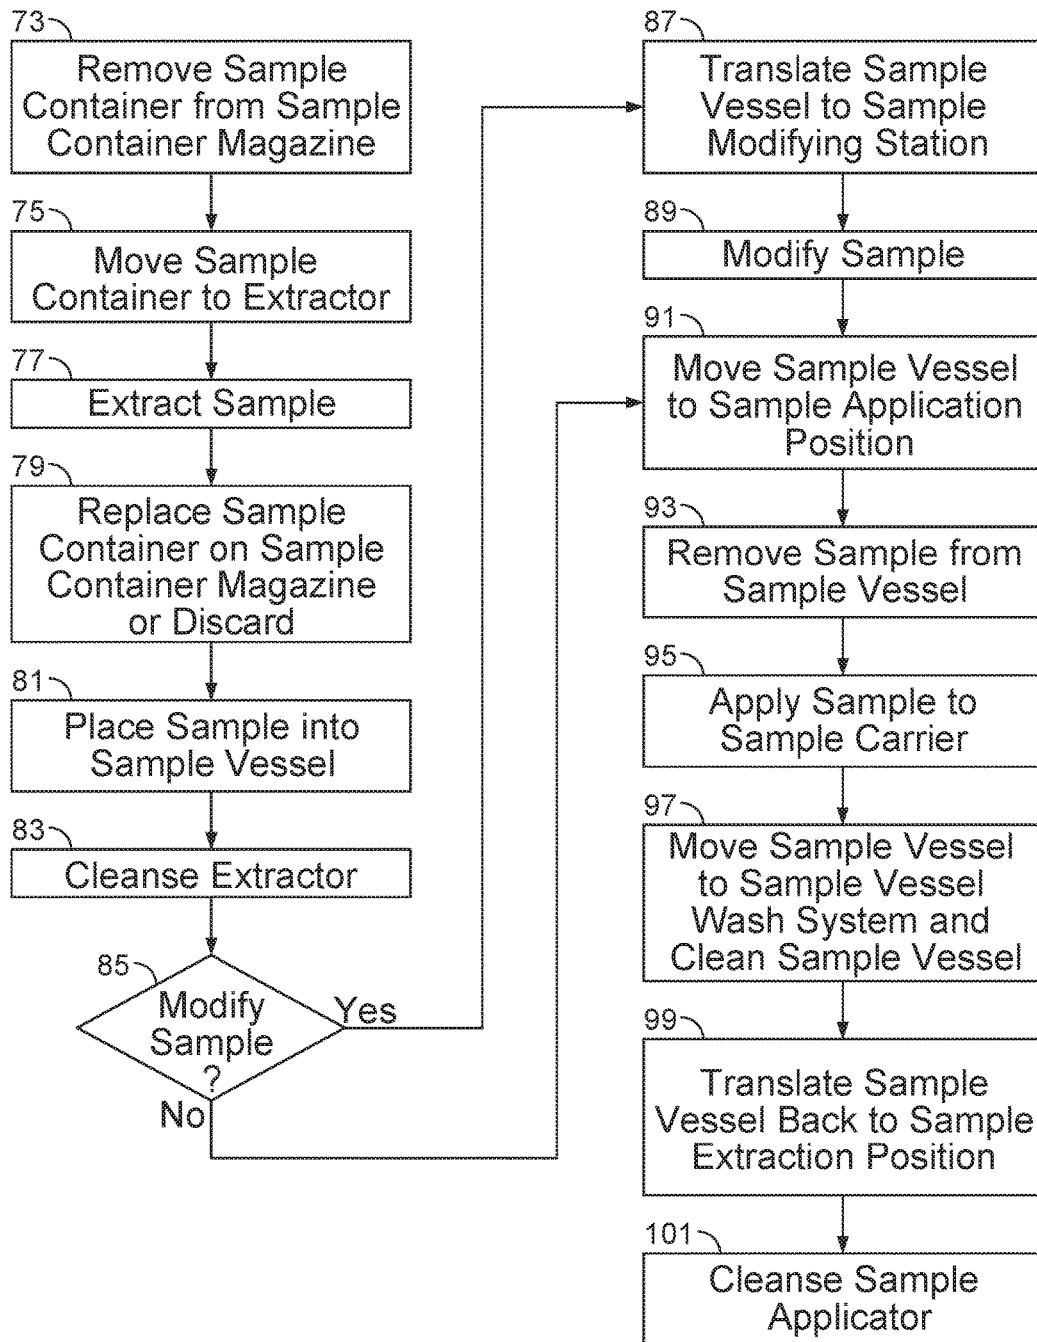 73
Remove Sample
Container from Sample
Container Magazine
75
Move Sample
Container to Extractor
77
Extract Sample
79
Replace Sample
Container on Sample
Container Magazine
or Discard
81
Place Sample into
Sample Vessel
83
Cleanse Extractor
85
Modify
Sample
?
Yes
No
87
Translate Sample
Vessel to Sample
Modifying Station
89
Modify Sample
91
Move Sample Vessel
to Sample Application
Position
93
Remove Sample from
Sample Vessel
95
Apply Sample to
Sample Carrier
97
Move Sample Vessel
to Sample Vessel
Wash System and
Clean Sample Vessel
99
Translate Sample
Vessel Back to Sample
Extraction Position
101
Cleanse Sample
Applicator